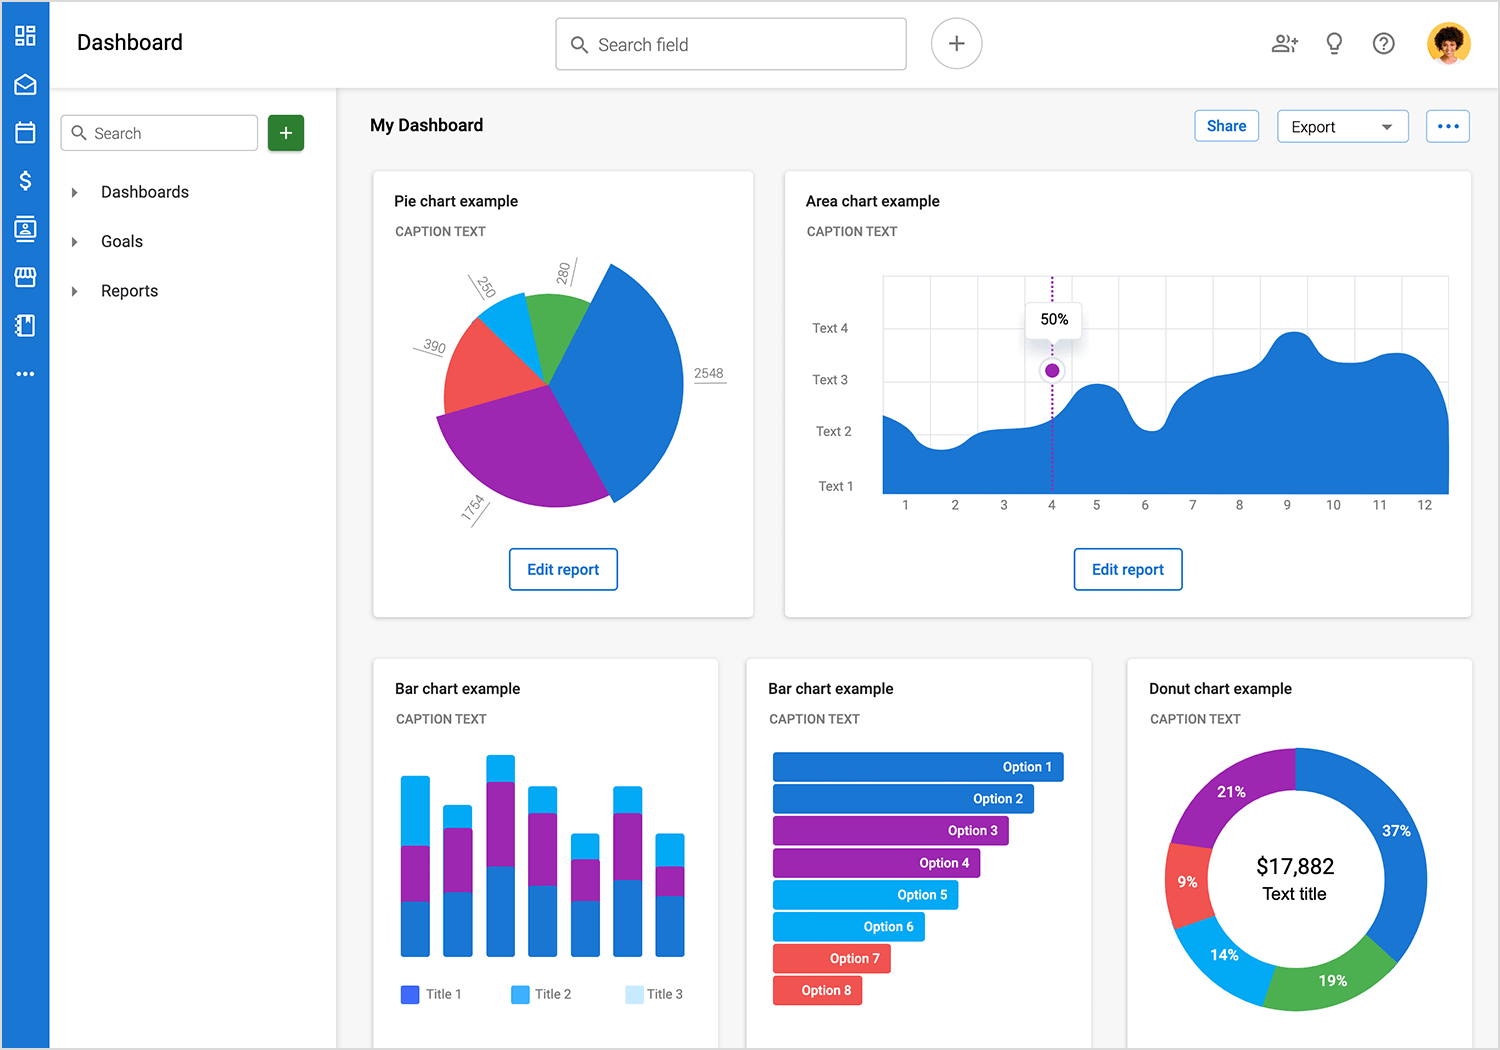 Dashboard
Search field
Search
Dashboards
Goals
Reports
My Dashboard
Share
Export
Pie chart example
CAPTION TEXT
280
250
390
2548
1754
Edit report
Area chart example
CAPTION TEXT
50%
Text 4
Text 3
Text 2
Text 1
1 2 3 4 5 6 7 8 9 10 11 12
Edit report
Bar chart example
CAPTION TEXT
Title 1 Title 2 Title 3
Bar chart example
CAPTION TEXT
Option 1
Option 2
Option 3
Option 4
Option 5
Option 6
Option 7
Option 8
Donut chart example
CAPTION TEXT
21%
37%
$17,882
Text title
9%
14%
19%